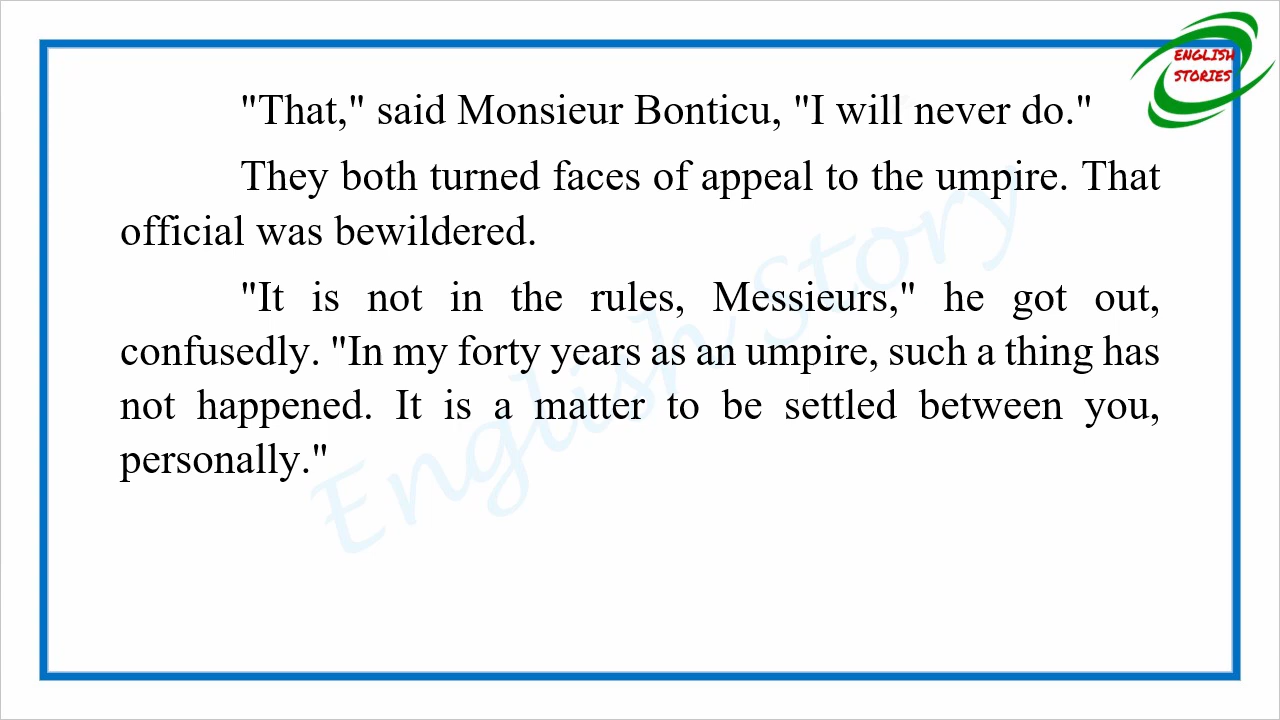 ENGLISH
STORIES
"That," said Monsieur Bonticu, "I will never do."
They both turned faces of appeal to the umpire. That
official was bewildered.
"It is not in the rules, Messieurs," he got out,
confusedly. "In my forty years as an umpire, such a thing has
not happened. It is a matter to be settled between you,
personally."
English Story